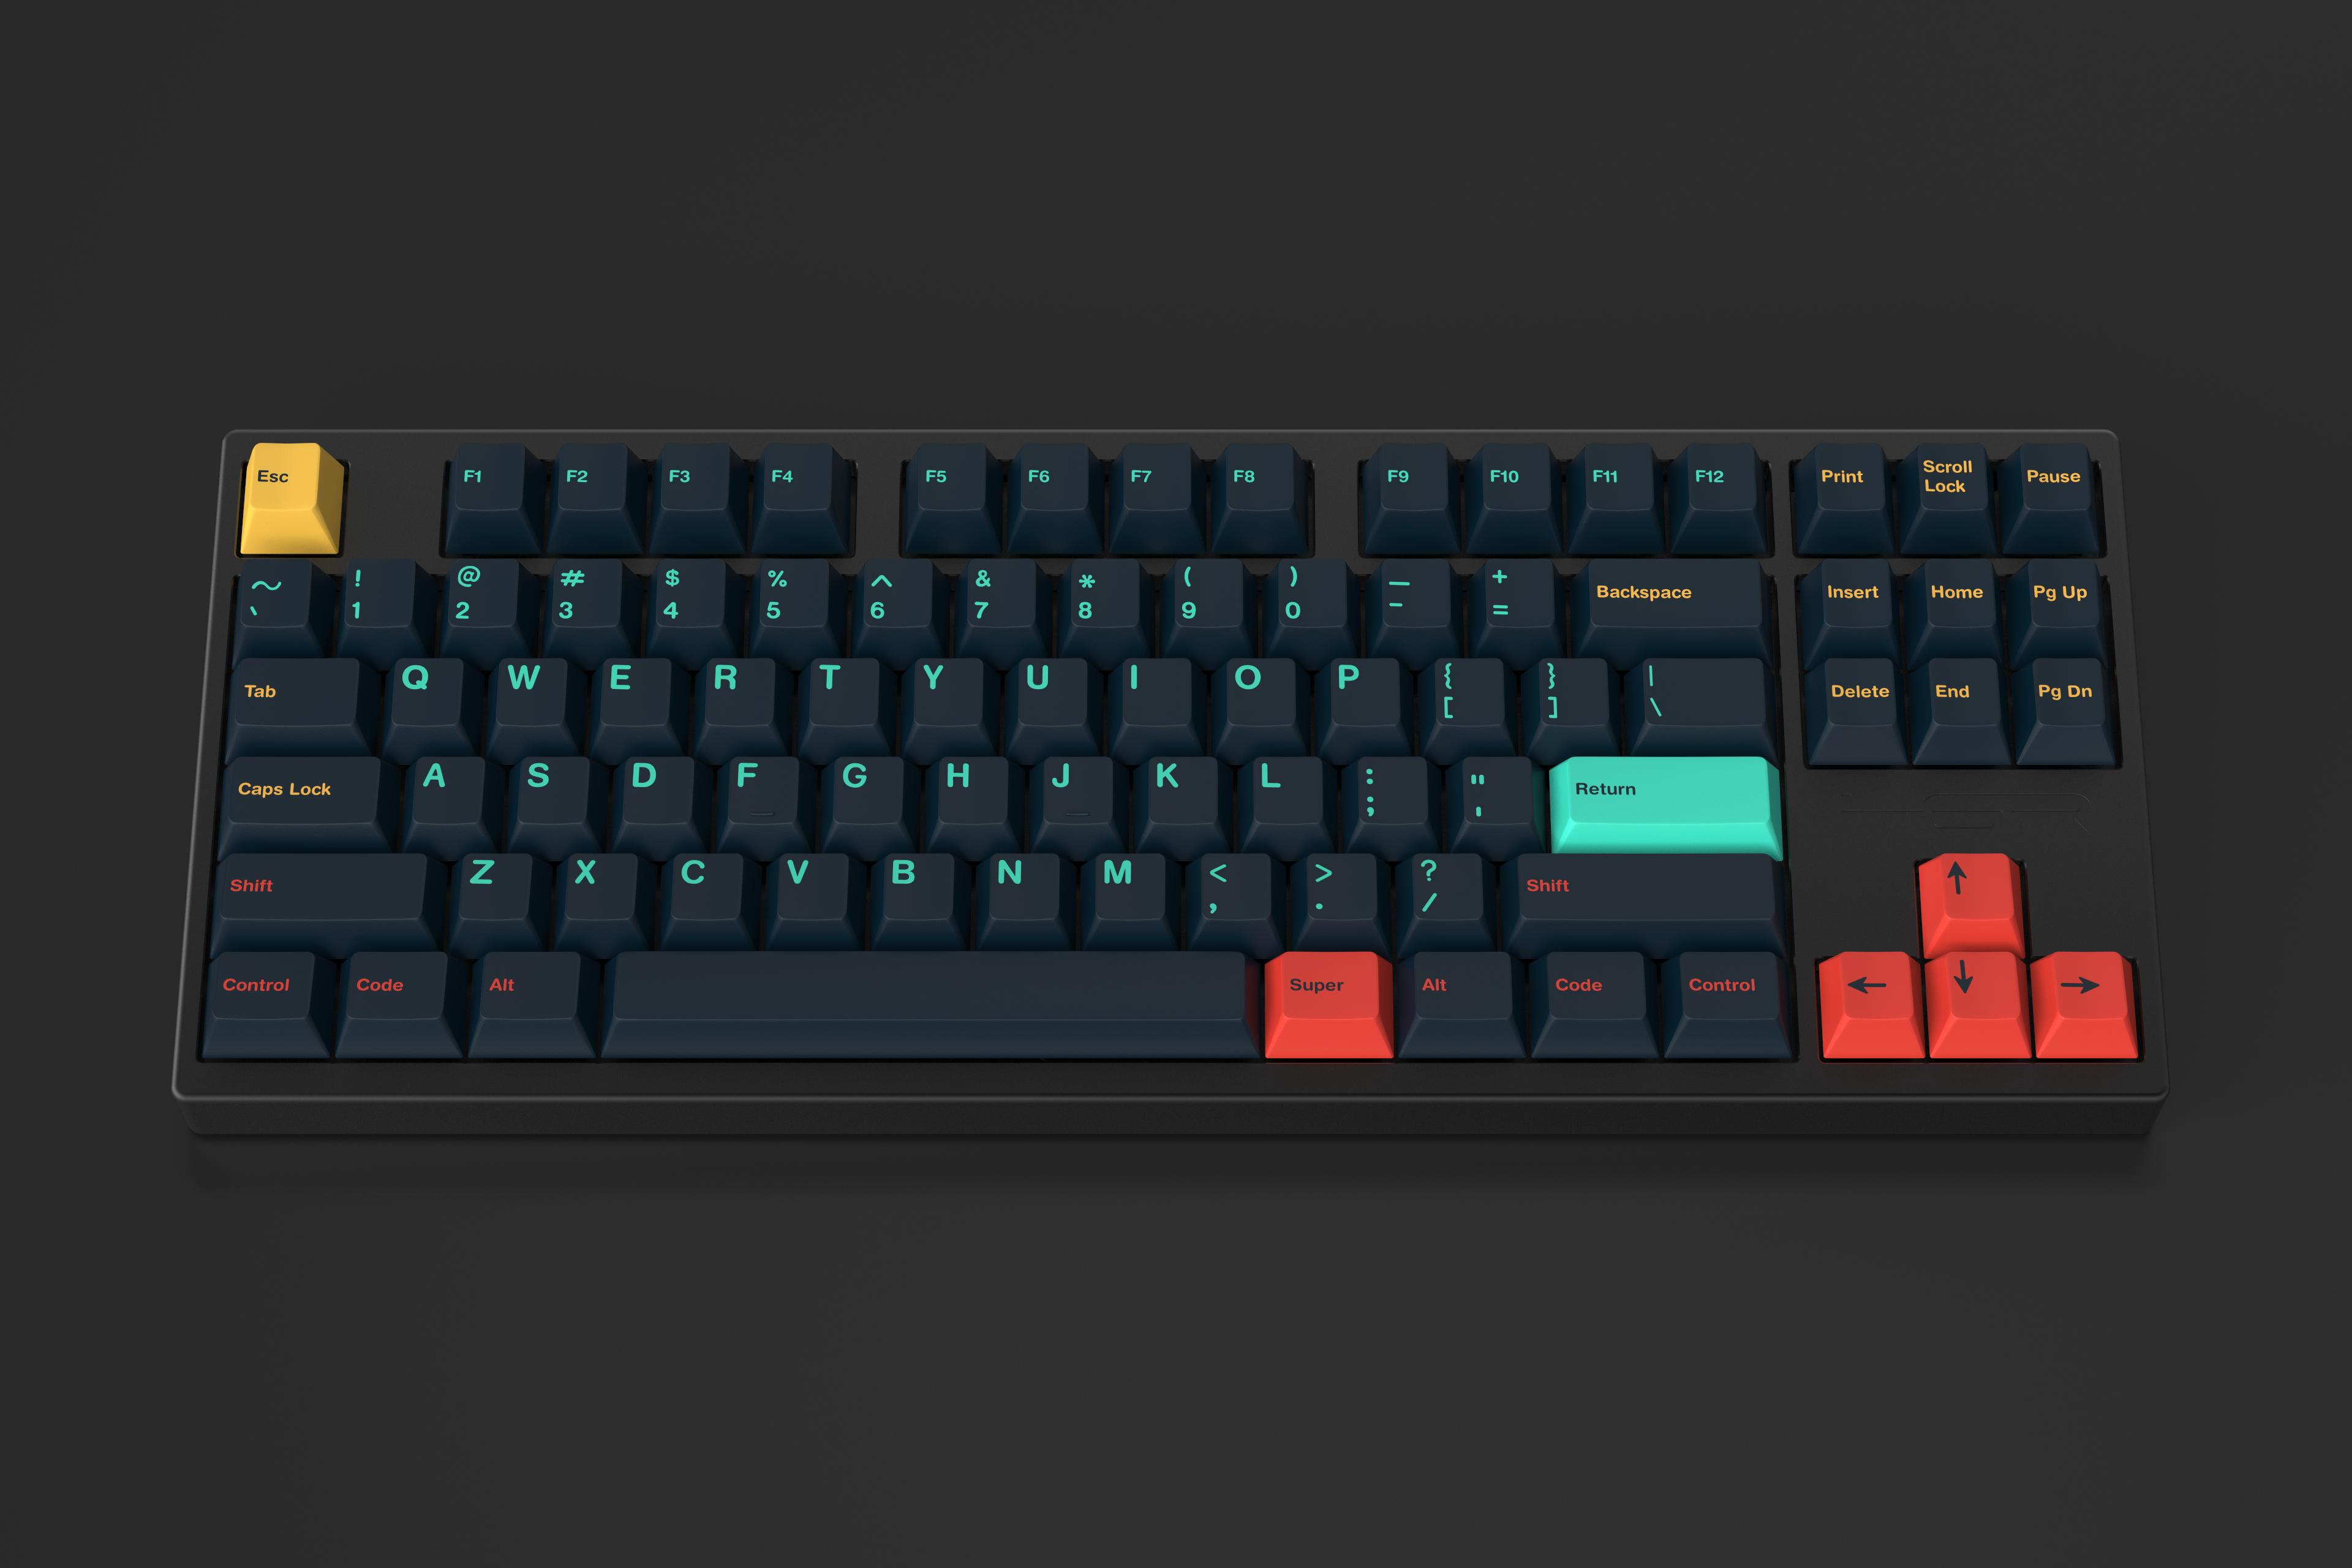 Esc F1 F2 F3 F4 F5 F6 F7 F8 F9 F10 F11 F12 Print Scroll Pause
Lock
~ ! @ # $ % ^ & * ( ) _ + Backspace Insert Home Pg Up
` 1 2 3 4 5 6 7 8 9 0 - =
Tab Q W E R T Y U I O P { } | Delete End Pg Dn
[ ] \
Caps Lock A S D F G H J K L : " Return
; '
Shift Z X C V B N M < > ? Shift ↑
, . /
Control Code Alt Super Alt Code Control ← ↓ →